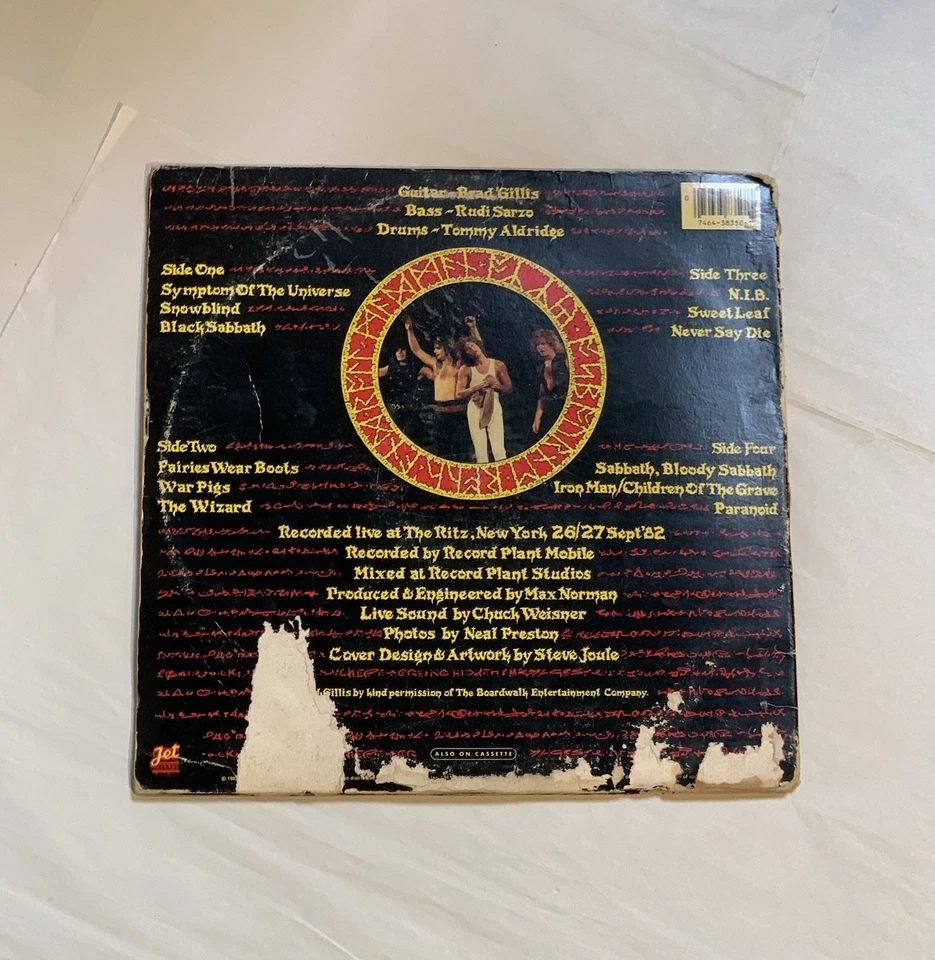 Guitar - Brad Gillis
Bass - Rudi Sarzo
Drums - Tommy Aldridge
Side One
Symptom Of The Universe
Snowblind
Black Sabbath
Side Three
N.I.B.
Sweet Leaf
Never Say Die
Side Two
Fairies Wear Boots
War Pigs
The Wizard
Side Four
Sabbath, Bloody Sabbath
Iron Man/Children Of The Grave
Paranoid
Recorded live at The Ritz, New York 26/27 Sept '82
Recorded by Record Plant Mobile
Mixed at Record Plant Studios
Produced & Engineered by Max Norman
Live Sound by Chuck Weisner
Photos by Neal Preston
Cover Design & Artwork by Steve Joule
Gillis by kind permission of The Boardwalk Entertainment Company.
Jet
ALSO ON CASSETTE
0
7464-38350